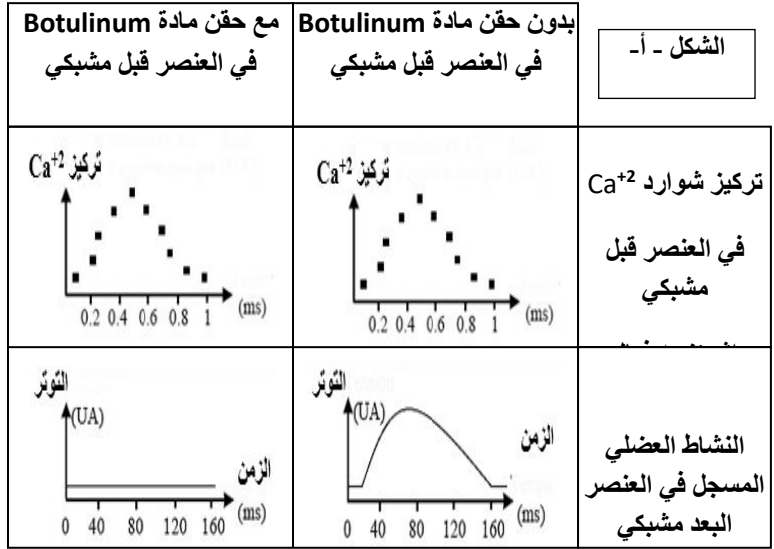 الشكل - أ-
بدون حقن مادة Botulinum
في العنصر قبل مشبكي
مع حقن مادة Botulinum
في العنصر قبل مشبكي
تركيز شوارد Ca+2
في العنصر قبل
مشبكي
تركيز Ca+2
0.2 0.4 0.6 0.8 1 (ms)
تركيز Ca+2
0.2 0.4 0.6 0.8 1 (ms)
النشاط العضلي
المسجل في العنصر
البعد مشبكي
التوتر
(UA)
الزمن
0 40 80 120 160 (ms)
التوتر
(UA)
الزمن
0 40 80 120 160 (ms)